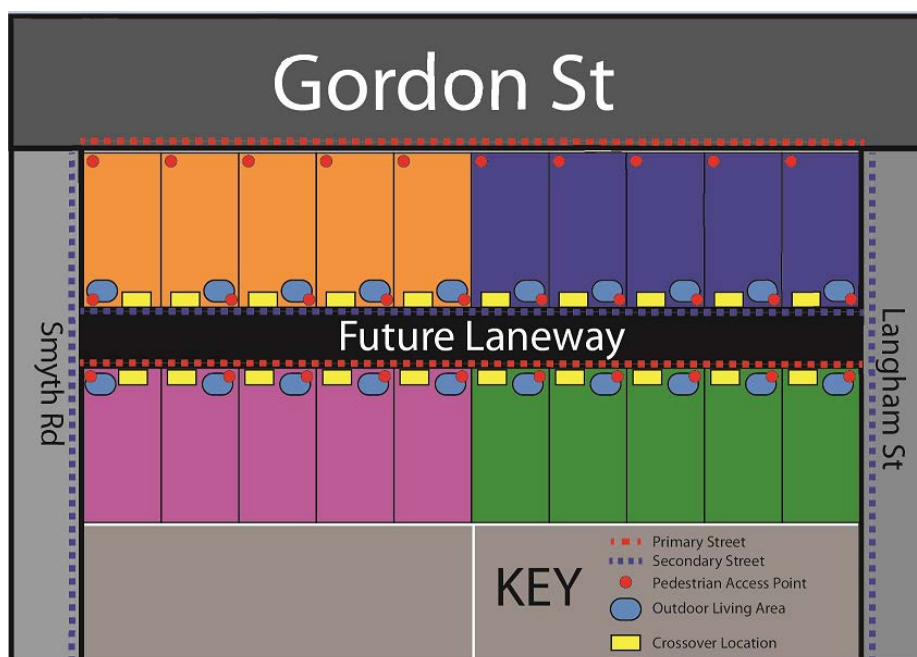 Gordon St
Smyth Rd
Future Laneway
Langham St
KEY
Primary Street
Secondary Street
Pedestrian Access Point
Outdoor Living Area
Crossover Location